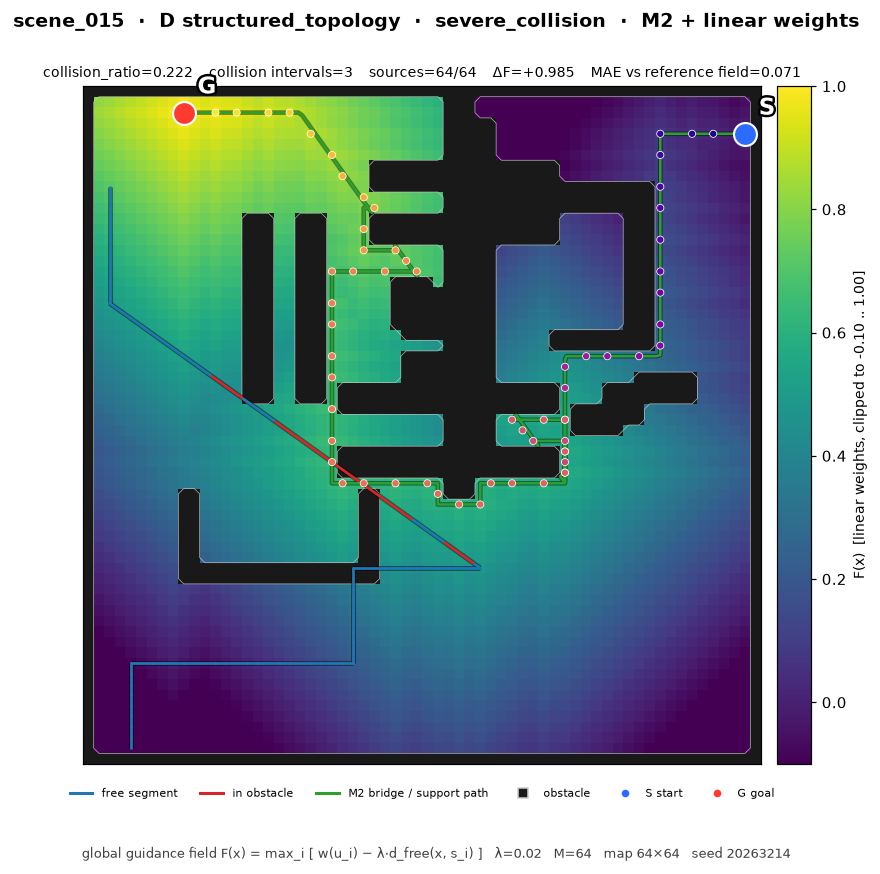 scene_015 · D structured_topology · severe_collision · M2 + linear weights
collision_ratio=0.222 collision intervals=3 sources=64/64 ΔF=+0.985 MAE vs reference field=0.071
G
S
1.0
0.8
0.6
0.4
0.2
0.0
F(x) [linear weights, clipped to -0.10 .. 1.00]
free segment
in obstacle
M2 bridge / support path
obstacle
S start
G goal
global guidance field F(x) = max_i [ w(u_i) − λ·d_free(x, s_i) ] λ=0.02 M=64 map 64×64 seed 20263214